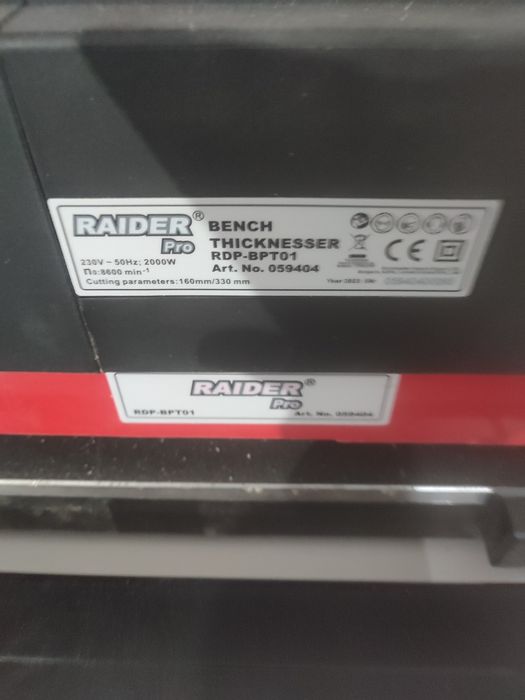 RAIDER®
Pro
BENCH
THICKNESSER
RDP-BPT01
Art. No. 059404
230V ~ 50Hz; 2000W
n0:8600 min-1
Cutting parameters:160mm/330 mm
CE
RAIDER®
Pro
RDP-BPT01
Art. No. 059404